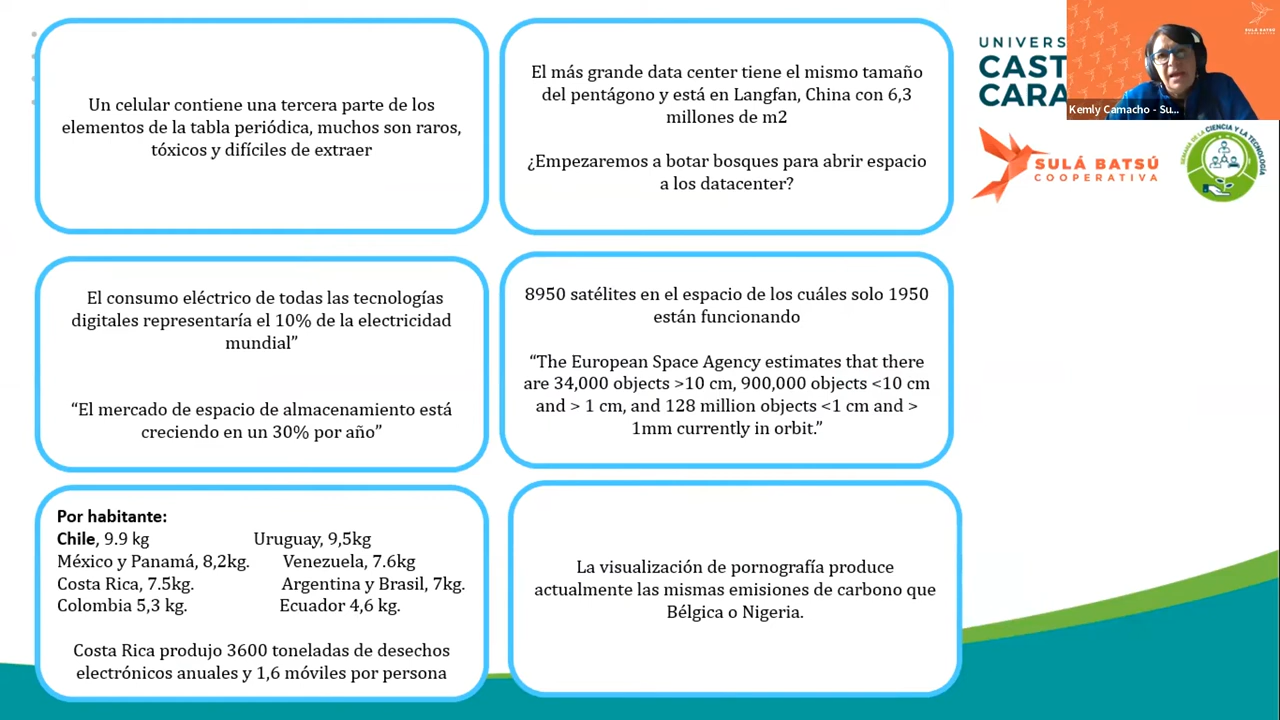 Un celular contiene una tercera parte de los
elementos de la tabla periódica, muchos son raros,
tóxicos y difíciles de extraer
El más grande data center tiene el mismo tamaño
del pentágono y está en Langfan, China con 6,3
millones de m2
¿Empezaremos a botar bosques para abrir espacio
a los datacenter?
El consumo eléctrico de todas las tecnologías
digitales representaría el 10% de la electricidad
mundial”
“El mercado de espacio de almacenamiento está
creciendo en un 30% por año”
8950 satélites en el espacio de los cuáles solo 1950
están funcionando
“The European Space Agency estimates that there
are 34,000 objects >10 cm, 900,000 objects <10 cm
and > 1 cm, and 128 million objects <1 cm and >
1mm currently in orbit.”
Por habitante:
Chile, 9.9 kg Uruguay, 9,5kg
México y Panamá, 8,2kg. Venezuela, 7.6kg
Costa Rica, 7.5kg. Argentina y Brasil, 7kg.
Colombia 5,3 kg. Ecuador 4,6 kg.
Costa Rica produjo 3600 toneladas de desechos
electrónicos anuales y 1,6 móviles por persona
La visualización de pornografía produce
actualmente las mismas emisiones de carbono que
Bélgica o Nigeria.
UNIVERS
CAST
CARA
Kemly Camacho - Su...
SULÁ BATSÚ
COOPERATIVA
SULÁ BATSÚ
COOPERATIVA
SEMANA DE LA CIENCIA Y LA TECNOLOGÍA